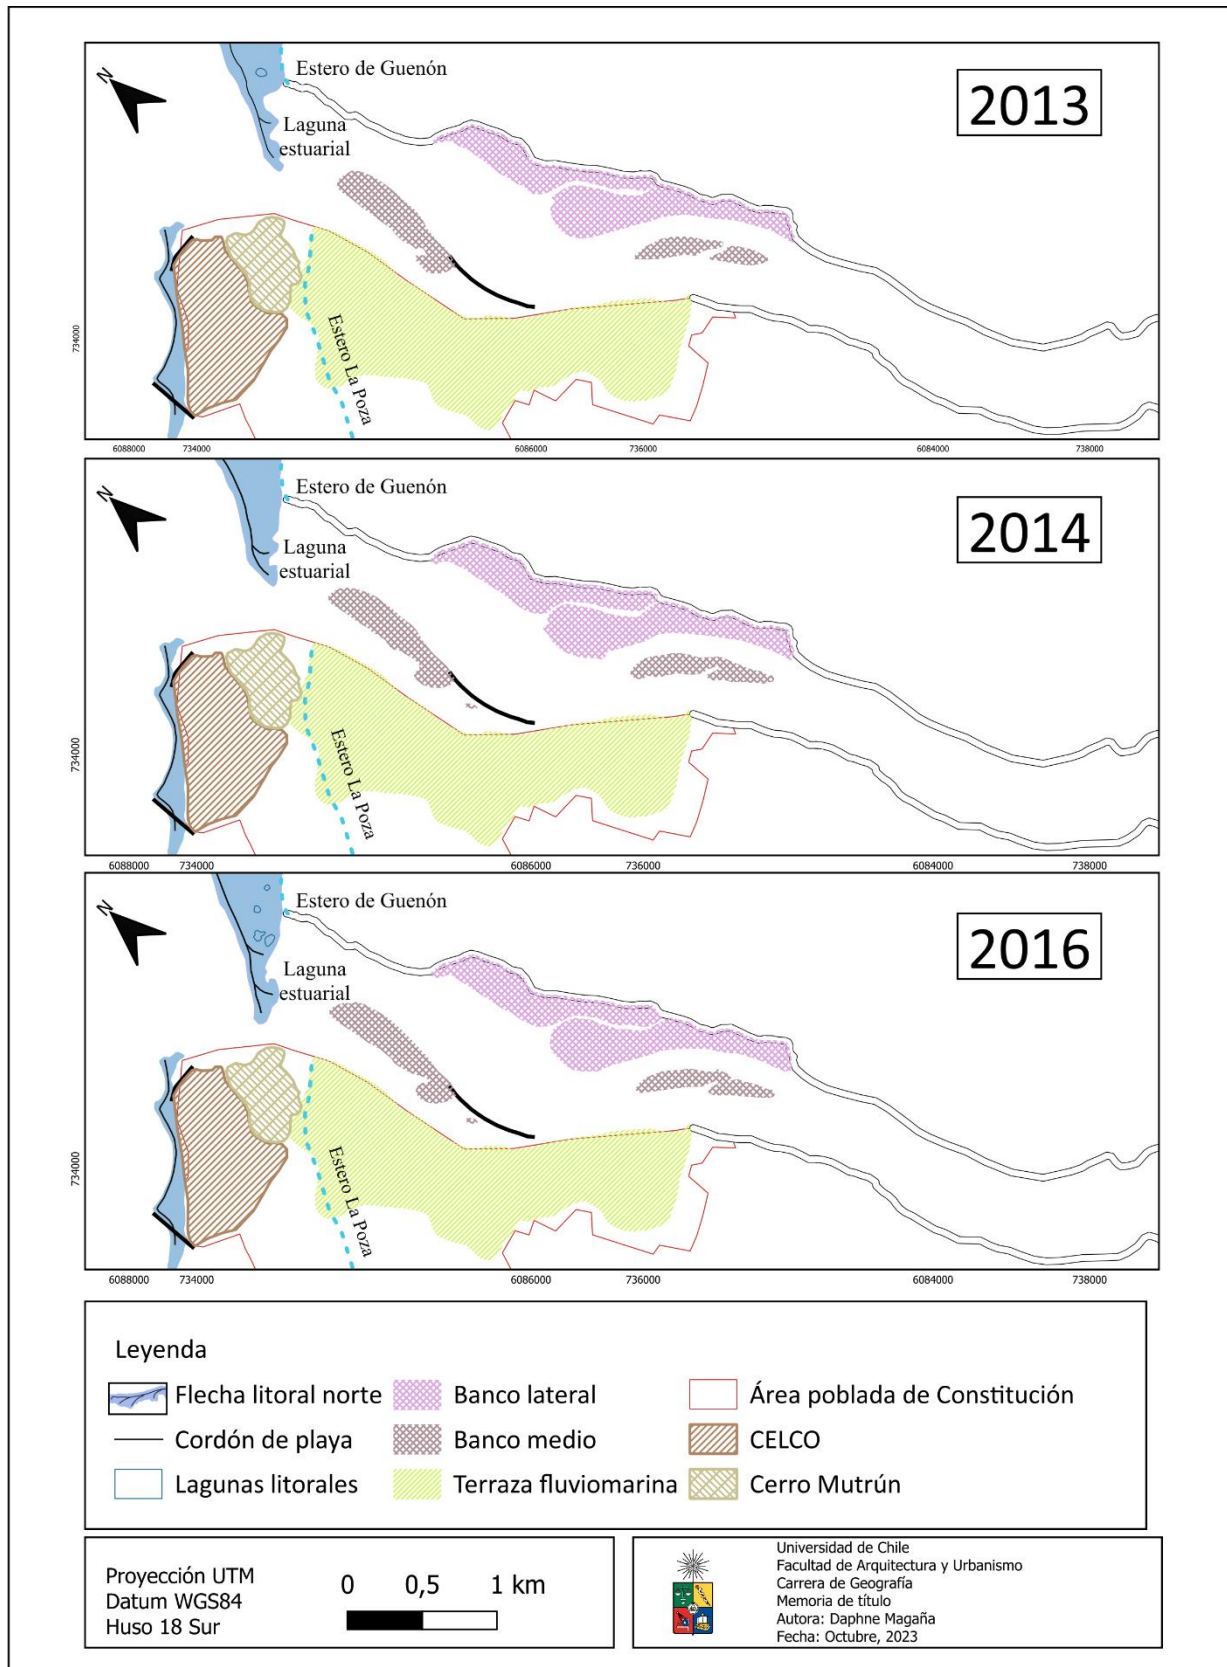 2013
N
Estero de Guenón
Laguna
estuarial
Estero La Poza
734000
6088000
734000
6086000
736000
6084000
738000
2014
N
Estero de Guenón
Laguna
estuarial
Estero La Poza
734000
6088000
734000
6086000
736000
6084000
738000
2016
N
Estero de Guenón
Laguna
estuarial
Estero La Poza
734000
6088000
734000
6086000
736000
6084000
738000
Leyenda
Flecha litoral norte
Banco lateral
Área poblada de Constitución
Cordón de playa
Banco medio
CELCO
Lagunas litorales
Terraza fluviomarina
Cerro Mutrún
Proyección UTM
Datum WGS84
Huso 18 Sur
0 0,5 1 km
Universidad de Chile
Facultad de Arquitectura y Urbanismo
Carrera de Geografía
Memoria de título
Autora: Daphne Magaña
Fecha: Octubre, 2023